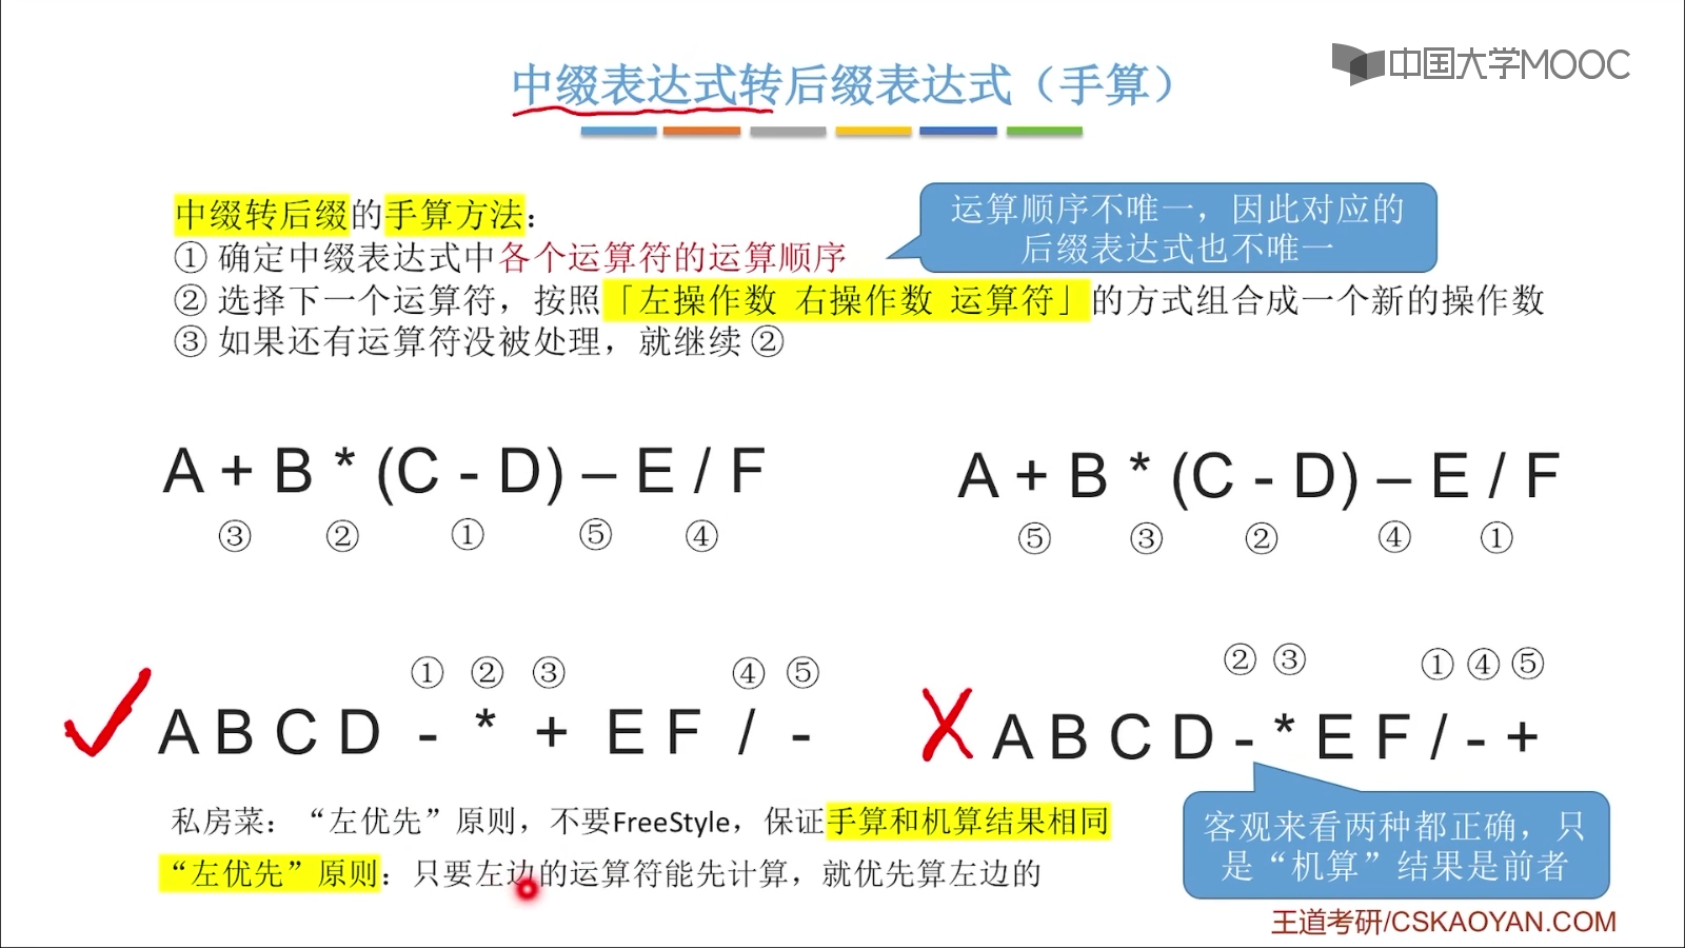 中国大学MOOC
中缀表达式转后缀表达式（手算）
中缀转后缀的手算方法：
① 确定中缀表达式中各个运算符的运算顺序
运算顺序不唯一，因此对应的
后缀表达式也不唯一
② 选择下一个运算符，按照「左操作数 右操作数 运算符」的方式组合成一个新的操作数
③ 如果还有运算符没被处理，就继续 ②
A + B * (C - D) – E / F
③ ② ① ⑤ ④
A + B * (C - D) – E / F
⑤ ③ ② ④ ①
① ② ③ ④ ⑤
A B C D - * + E F / -
② ③ ① ④ ⑤
A B C D - * E F / - +
私房菜：“左优先”原则，不要FreeStyle，保证手算和机算结果相同
“左优先”原则：只要左边的运算符能先计算，就优先算左边的
客观来看两种都正确，只
是“机算”结果是前者
王道考研/CSKAOYAN.COM